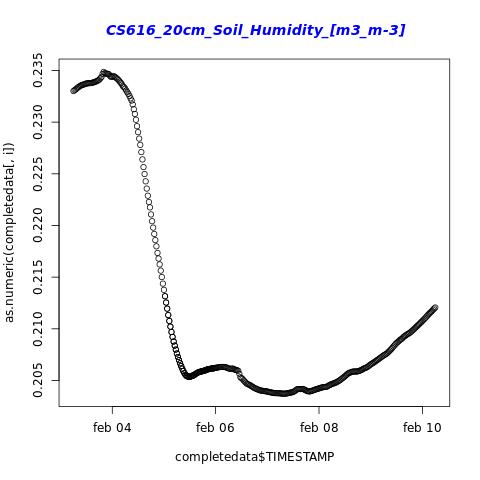 CS616_20cm_Soil_Humidity_[m3_m-3]
as.numeric(completedata[, i])
0.235
0.230
0.225
0.220
0.215
0.210
0.205
feb 04
feb 06
feb 08
feb 10
completedata$TIMESTAMP